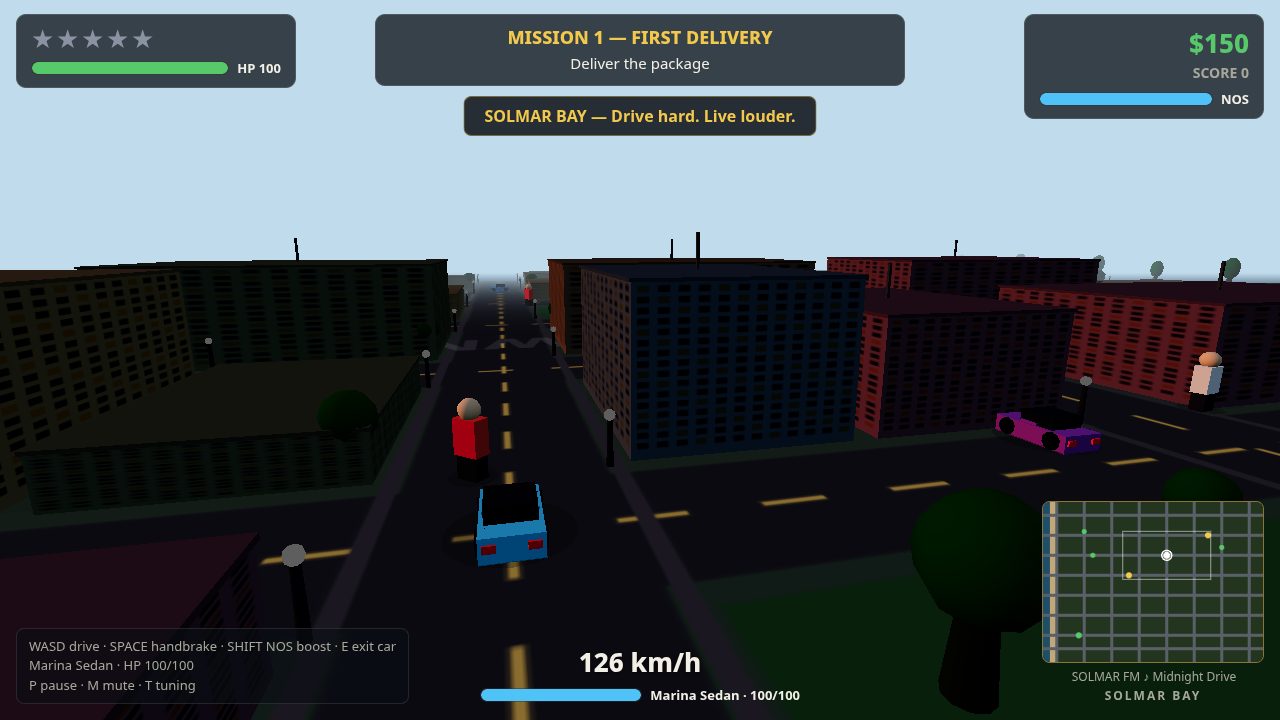 ★★★★★
HP 100
MISSION 1 — FIRST DELIVERY
Deliver the package
SOLMAR BAY — Drive hard. Live louder.
$150
SCORE 0
NOS
WASD drive · SPACE handbrake · SHIFT NOS boost · E exit car
Marina Sedan · HP 100/100
P pause · M mute · T tuning
126 km/h
Marina Sedan · 100/100
SOLMAR FM ♪ Midnight Drive
SOLMAR BAY